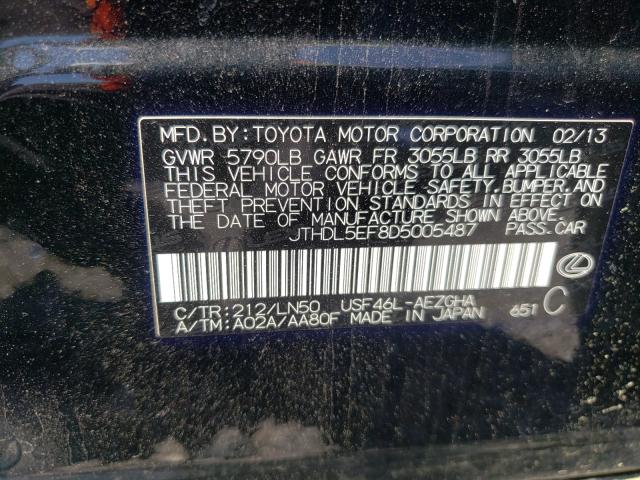 MFD. BY: TOYOTA MOTOR CORPORATION 02/13
GVWR 5790LB GAWR FR 3055LB RR 3055LB
THIS VEHICLE CONFORMS TO ALL APPLICABLE
FEDERAL MOTOR VEHICLE SAFETY, BUMPER, AND
THEFT PREVENTION STANDARDS IN EFFECT ON
THE DATE OF MANUFACTURE SHOWN ABOVE.
JTHDL5EF8D5005487 PASS.CAR
C/TR:212/LN50 USF46L-AEZGHA
A/TM:A02A/AA80F MADE IN JAPAN 651 C